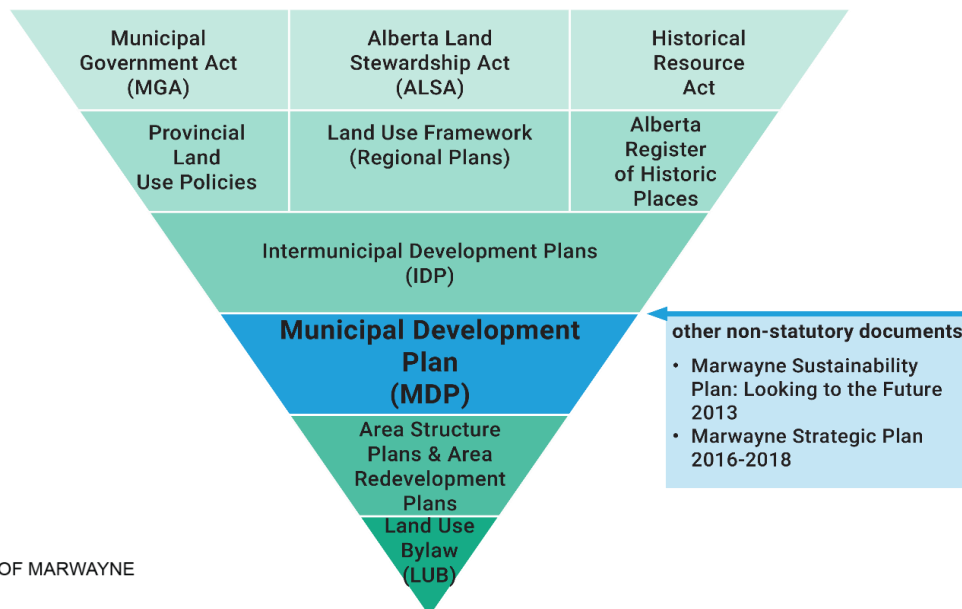 Municipal
Government Act
(MGA)
Alberta Land
Stewardship Act
(ALSA)
Historical
Resource
Act
Provincial
Land
Use Policies
Land Use Framework
(Regional Plans)
Alberta
Register
of Historic
Places
Intermunicipal Development Plans
(IDP)
Municipal Development
Plan
(MDP)
other non-statutory documents
• Marwayne Sustainability
Plan: Looking to the Future
2013
• Marwayne Strategic Plan
2016-2018
Area Structure
Plans & Area
Redevelopment
Plans
Land Use
Bylaw
(LUB)
OF MARWAYNE